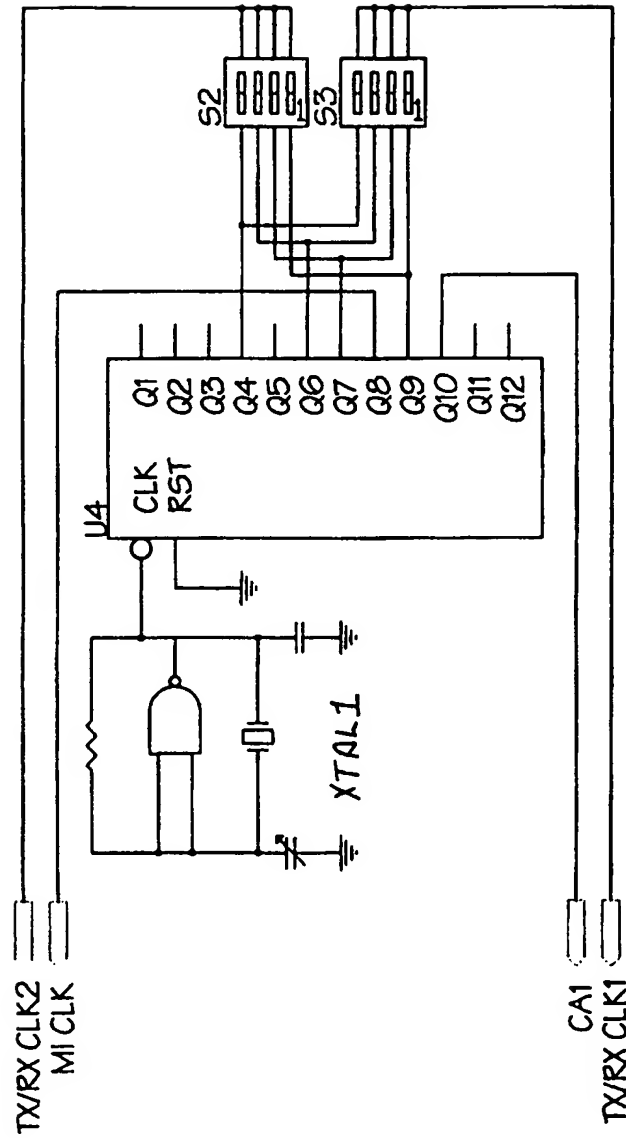 S2
1
S3
1
U4
CLK
RST
Q1
Q2
Q3
Q4
Q5
Q6
Q7
Q8
Q9
Q10
Q11
Q12
XTAL1
TX/RX CLK2
MI CLK
CA1
TX/RX CLK1